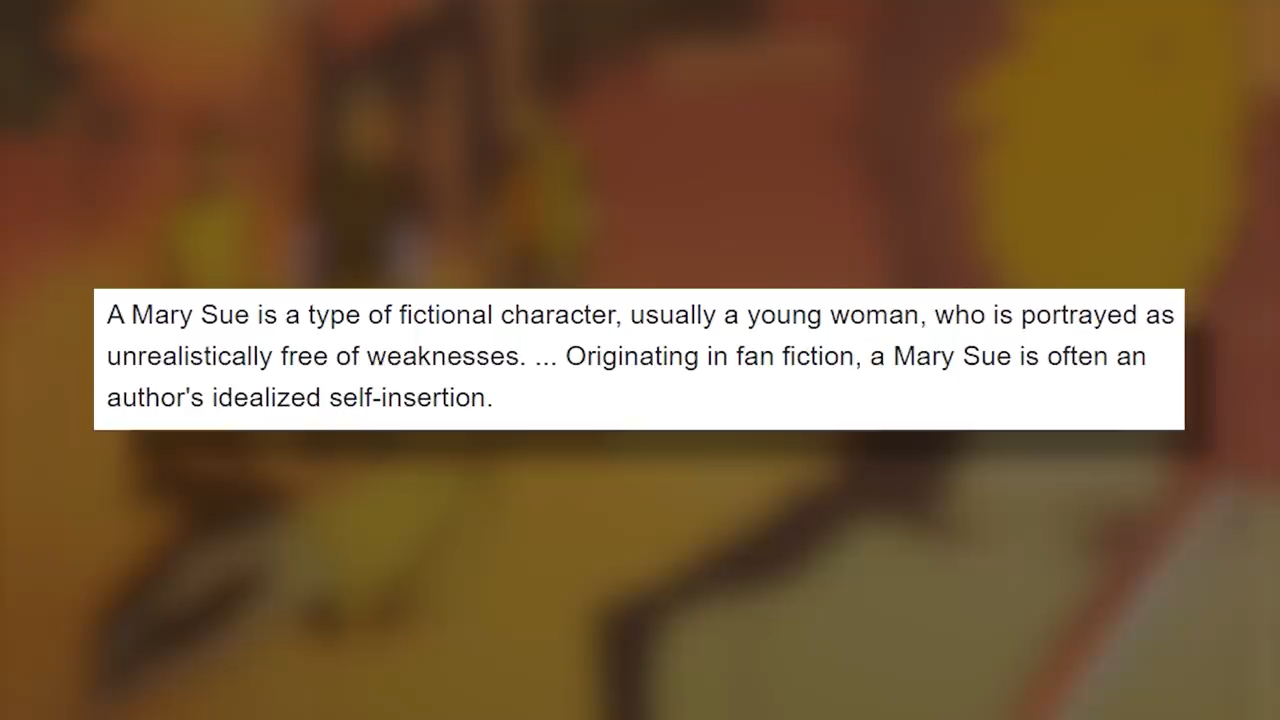 A Mary Sue is a type of fictional character, usually a young woman, who is portrayed as
unrealistically free of weaknesses. ... Originating in fan fiction, a Mary Sue is often an
author's idealized self-insertion.